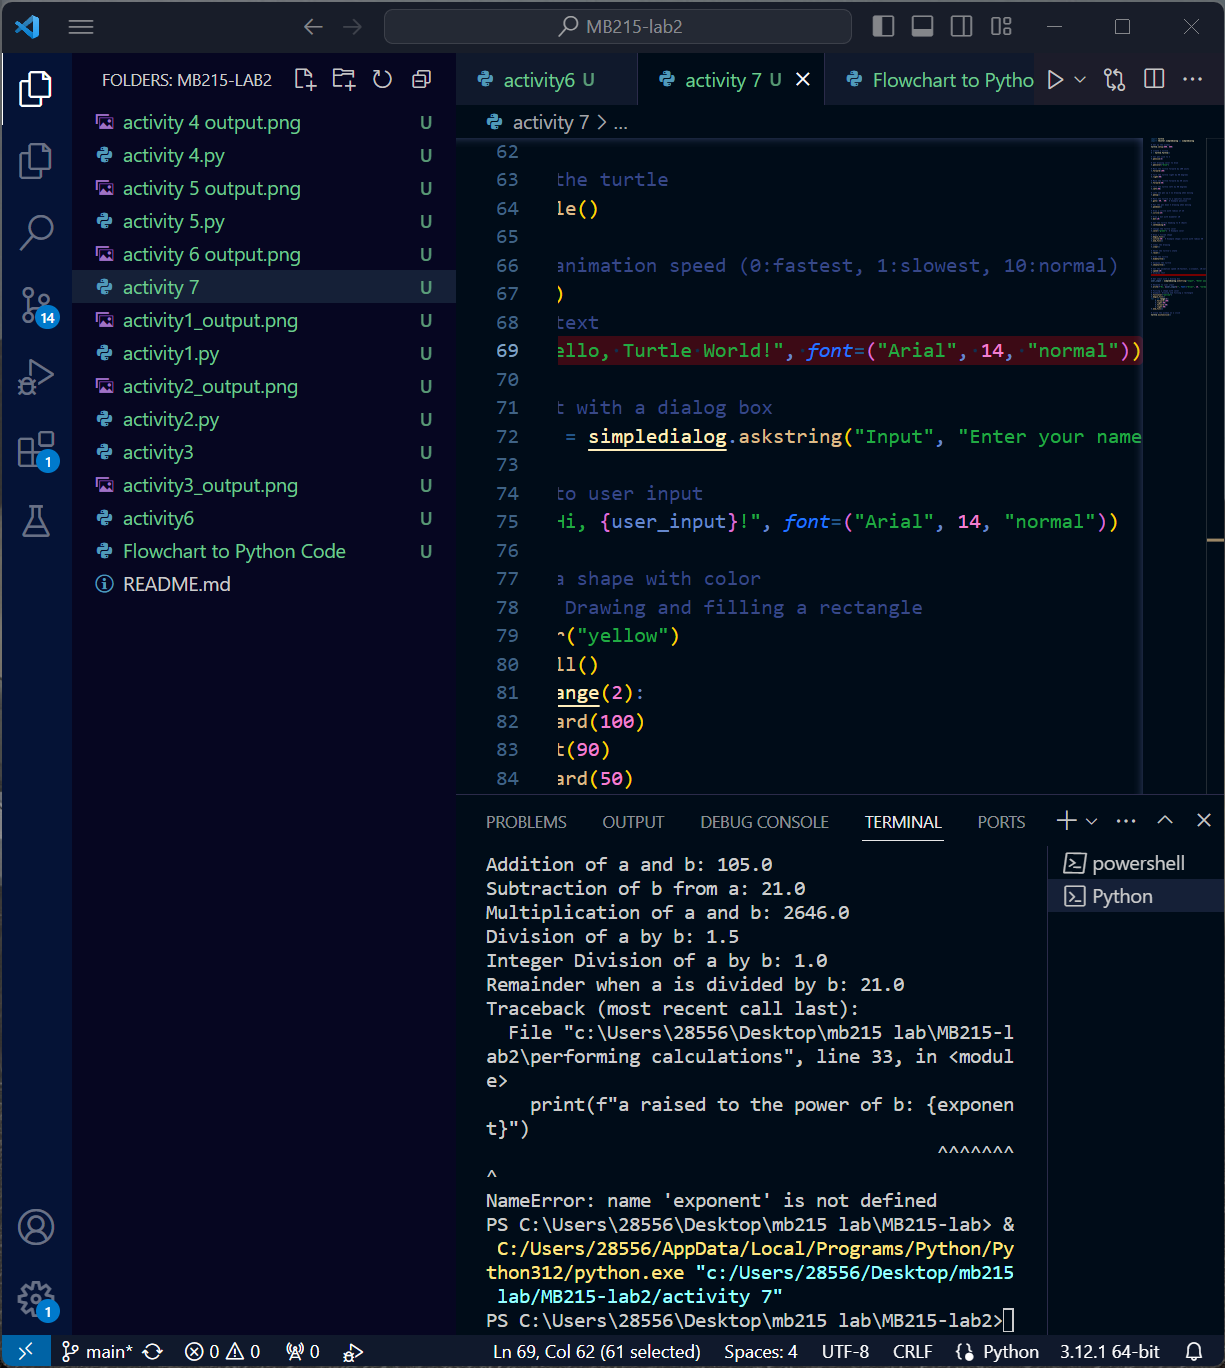 MB215-lab2
FOLDERS: MB215-LAB2
activity 4 output.png U
activity 4.py U
activity 5 output.png U
activity 5.py U
activity 6 output.png U
activity 7 U
activity1_output.png U
activity1.py U
activity2_output.png U
activity2.py U
activity3 U
activity3_output.png U
activity6 U
Flowchart to Python Code U
README.md
14
1
1
activity6 U
activity 7 U
Flowchart to Pytho
activity 7 > ...
62
63 the turtle
64 le()
65
66 animation speed (0:fastest, 1:slowest, 10:normal)
67 )
68 text
69 ello, Turtle World!", font=("Arial", 14, "normal"))
70
71 t with a dialog box
72 = simpledialog.askstring("Input", "Enter your name
73
74 to user input
75 Hi, {user_input}!", font=("Arial", 14, "normal"))
76
77 a shape with color
78 Drawing and filling a rectangle
79 r("yellow")
80 ll()
81 ange(2):
82 ard(100)
83 t(90)
84 ard(50)
PROBLEMS OUTPUT DEBUG CONSOLE TERMINAL PORTS
powershell
Python
Addition of a and b: 105.0
Subtraction of b from a: 21.0
Multiplication of a and b: 2646.0
Division of a by b: 1.5
Integer Division of a by b: 1.0
Remainder when a is divided by b: 21.0
Traceback (most recent call last):
  File "c:\Users\28556\Desktop\mb215 lab\MB215-l
ab2\performing calculations", line 33, in <modul
e>
    print(f"a raised to the power of b: {exponen
t}")
^^^^^^^
^
NameError: name 'exponent' is not defined
PS C:\Users\28556\Desktop\mb215 lab\MB215-lab> &
 C:/Users/28556/AppData/Local/Programs/Python/Py
thon312/python.exe "c:/Users/28556/Desktop/mb215
 lab/MB215-lab2/activity 7"
PS C:\Users\28556\Desktop\mb215 lab\MB215-lab2>
main* 0 0 0 Ln 69, Col 62 (61 selected) Spaces: 4 UTF-8 CRLF Python 3.12.1 64-bit